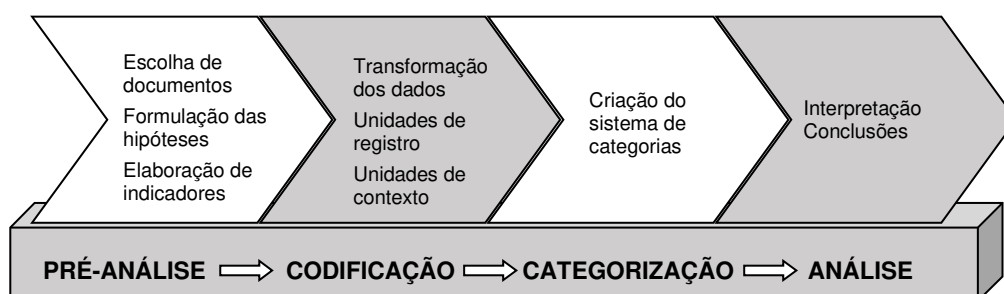 Escolha de
documentos
Formulação das
hipóteses
Elaboração de
indicadores
Transformação
dos dados
Unidades de
registro
Unidades de
contexto
Criação do
sistema de
categorias
Interpretação
Conclusões
PRÉ-ANÁLISE CODIFICAÇÃO CATEGORIZAÇÃO ANÁLISE